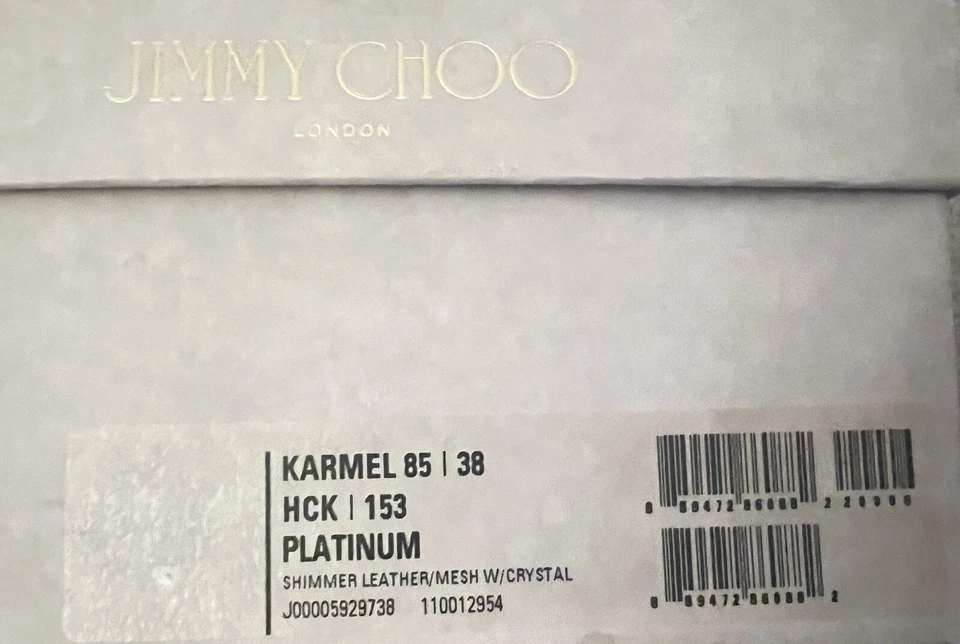 JIMMY CHOO
LONDON
KARMEL 85 | 38
HCK | 153
PLATINUM
SHIMMER LEATHER/MESH W/CRYSTAL
J00005929738 110012954